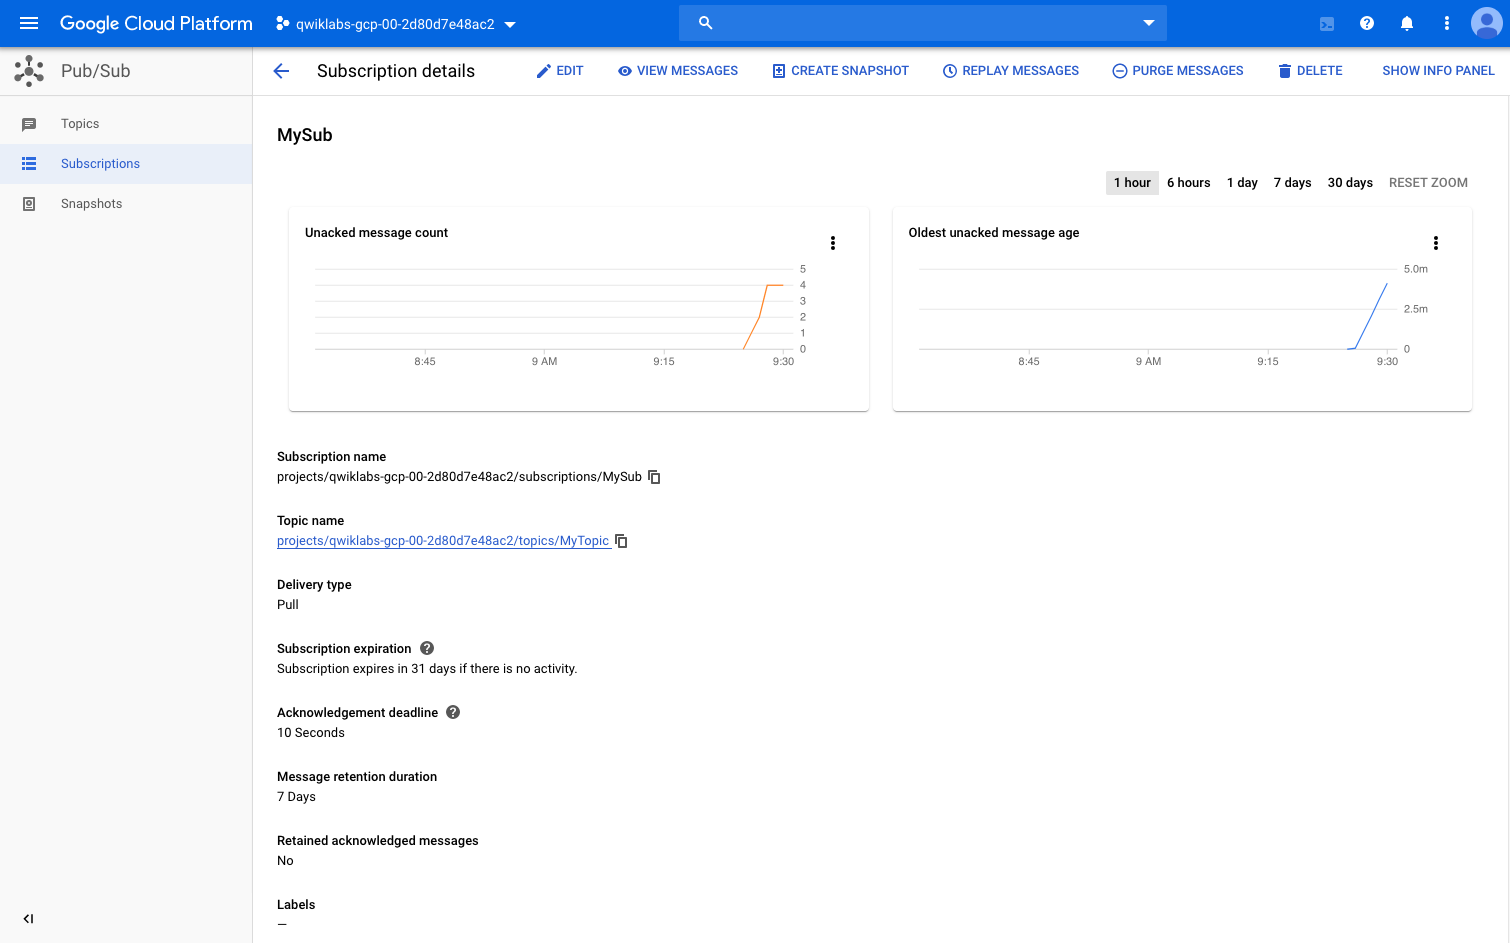 Google Cloud Platform
qwiklabs-gcp-00-2d80d7e48ac2
Pub/Sub
Subscription details
EDIT
VIEW MESSAGES
CREATE SNAPSHOT
REPLAY MESSAGES
PURGE MESSAGES
DELETE
SHOW INFO PANEL
Topics
Subscriptions
Snapshots
MySub
1 hour 6 hours 1 day 7 days 30 days RESET ZOOM
Unacked message count
5
4
3
2
1
0
8:45 9 AM 9:15 9:30
Oldest unacked message age
5.0m
2.5m
0
8:45 9 AM 9:15 9:30
Subscription name
projects/qwiklabs-gcp-00-2d80d7e48ac2/subscriptions/MySub
Topic name
projects/qwiklabs-gcp-00-2d80d7e48ac2/topics/MyTopic
Delivery type
Pull
Subscription expiration
Subscription expires in 31 days if there is no activity.
Acknowledgement deadline
10 Seconds
Message retention duration
7 Days
Retained acknowledged messages
No
Labels
—